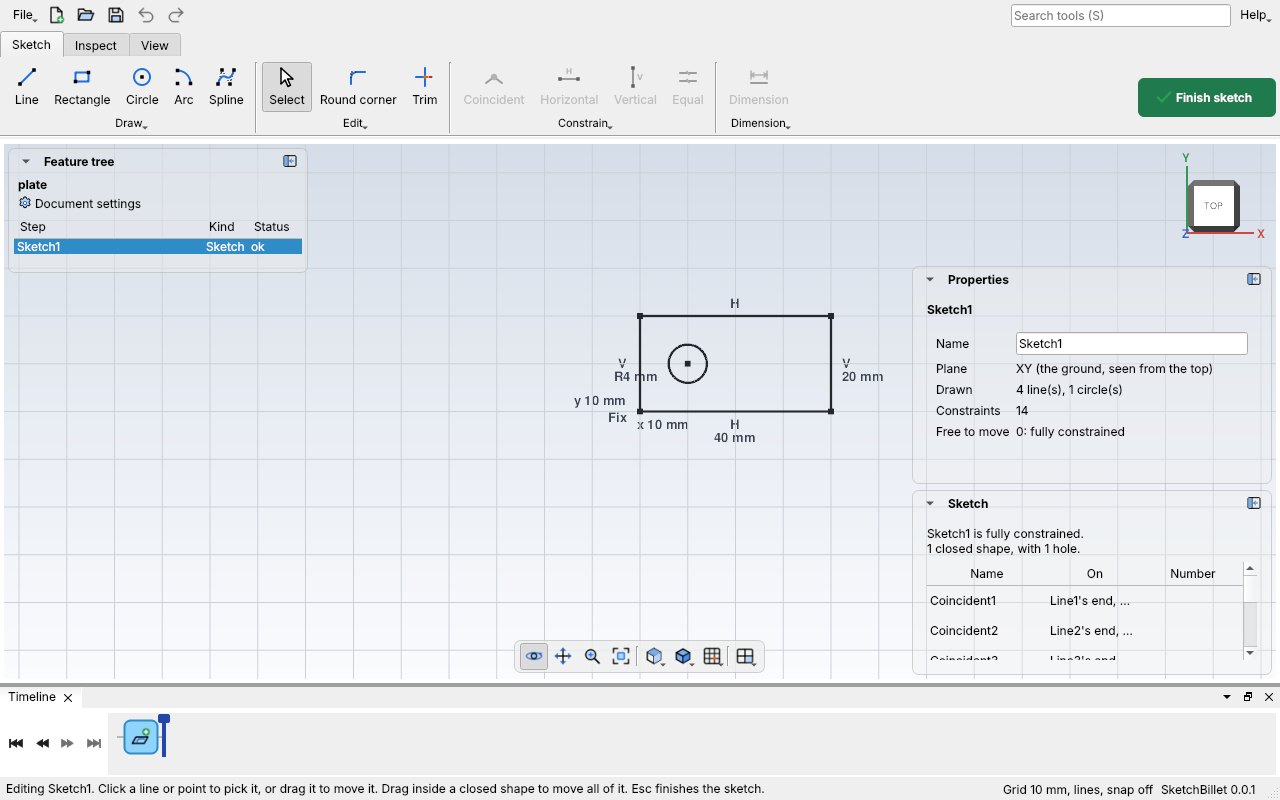 File
Search tools (S)
Help
Sketch
Inspect
View
Line
Rectangle
Circle
Arc
Spline
Select
Round corner
Trim
Coincident
Horizontal
Vertical
Equal
Dimension
Finish sketch
Draw
Edit
Constrain
Dimension
Feature tree
plate
Document settings
Step Kind Status
Sketch1 Sketch ok
Y
TOP
Z
X
H
V
R4 mm
V
20 mm
y 10 mm
Fix
x 10 mm
H
40 mm
Properties
Sketch1
Name Sketch1
Plane XY (the ground, seen from the top)
Drawn 4 line(s), 1 circle(s)
Constraints 14
Free to move 0: fully constrained
Sketch
Sketch1 is fully constrained.
1 closed shape, with 1 hole.
Name On Number
Coincident1 Line1's end, ...
Coincident2 Line2's end, ...
Coincident3 Line3's end
Timeline
Editing Sketch1. Click a line or point to pick it, or drag it to move it. Drag inside a closed shape to move all of it. Esc finishes the sketch.
Grid 10 mm, lines, snap off SketchBillet 0.0.1